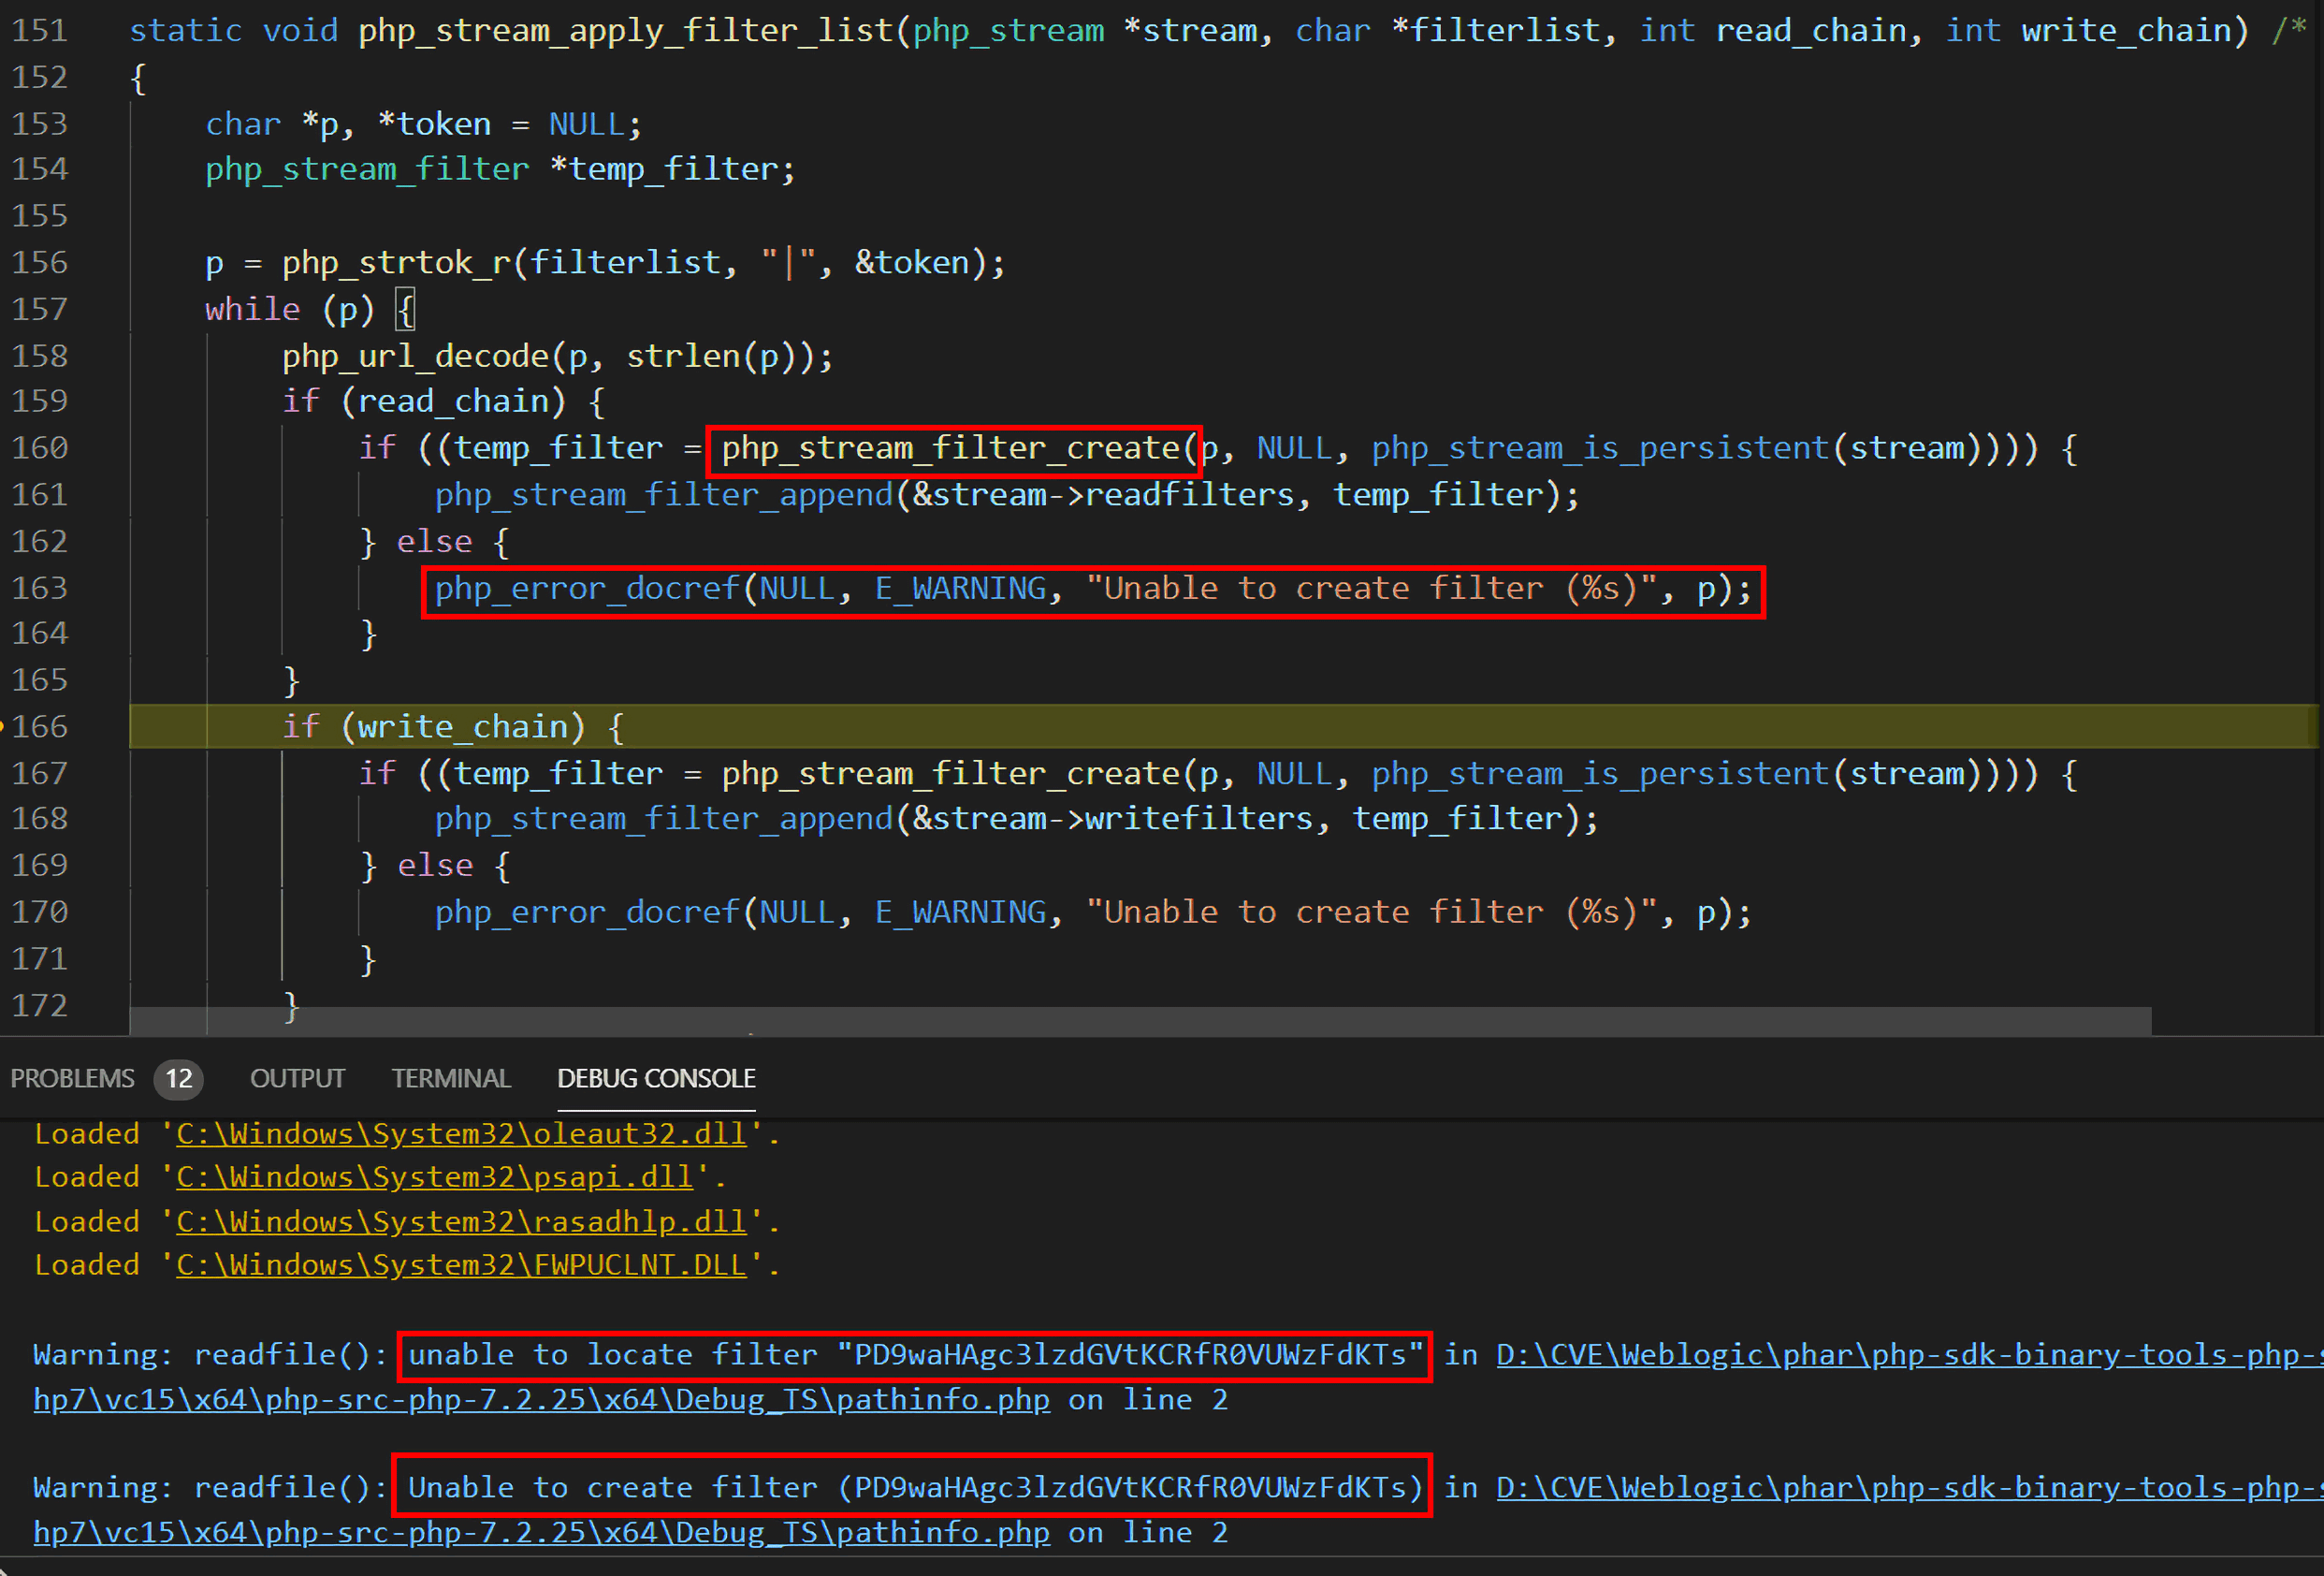 151 static void php_stream_apply_filter_list(php_stream *stream, char *filterlist, int read_chain, int write_chain) /*
152 {
153 char *p, *token = NULL;
154 php_stream_filter *temp_filter;
155
156 p = php_strtok_r(filterlist, "|", &token);
157 while (p) {
158 php_url_decode(p, strlen(p));
159 if (read_chain) {
160 if ((temp_filter = php_stream_filter_create(p, NULL, php_stream_is_persistent(stream)))) {
161 php_stream_filter_append(&stream->readfilters, temp_filter);
162 } else {
163 php_error_docref(NULL, E_WARNING, "Unable to create filter (%s)", p);
164 }
165 }
166 if (write_chain) {
167 if ((temp_filter = php_stream_filter_create(p, NULL, php_stream_is_persistent(stream)))) {
168 php_stream_filter_append(&stream->writefilters, temp_filter);
169 } else {
170 php_error_docref(NULL, E_WARNING, "Unable to create filter (%s)", p);
171 }
172 }
PROBLEMS 12 OUTPUT TERMINAL DEBUG CONSOLE
Loaded 'C:\Windows\System32\oleaut32.dll'.
Loaded 'C:\Windows\System32\psapi.dll'.
Loaded 'C:\Windows\System32\rasadhlp.dll'.
Loaded 'C:\Windows\System32\FWPUCLNT.DLL'.
Warning: readfile(): unable to locate filter "PD9waHAgc3lzdGVtKCRfR0VUWzFdKTs" in D:\CVE\Weblogic\phar\php-sdk-binary-tools-php-s
hp7\vc15\x64\php-src-php-7.2.25\x64\Debug_TS\pathinfo.php on line 2
Warning: readfile(): Unable to create filter (PD9waHAgc3lzdGVtKCRfR0VUWzFdKTs) in D:\CVE\Weblogic\phar\php-sdk-binary-tools-php-s
hp7\vc15\x64\php-src-php-7.2.25\x64\Debug_TS\pathinfo.php on line 2